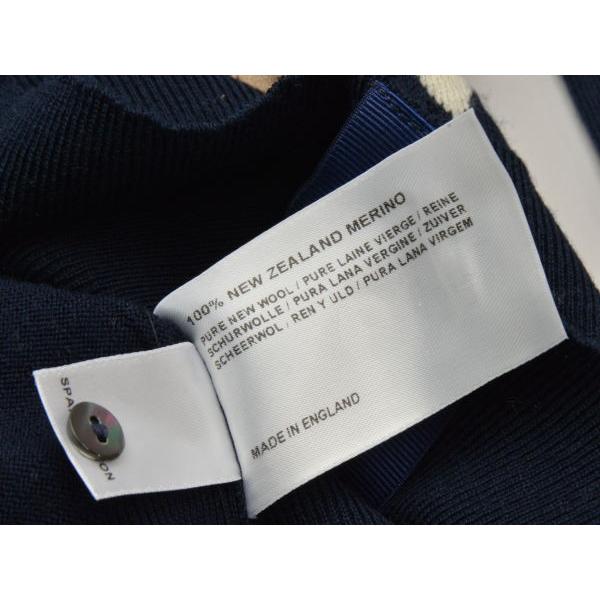 100% NEW ZEALAND MERINO
PURE NEW WOOL / PURE LAINE VIERGE / REINE
SCHURWOLLE / PURA LANA VERGINE / ZUIVER
SCHEERWOL / REN Y ULD / PURA LANA VIRGEM
MADE IN ENGLAND